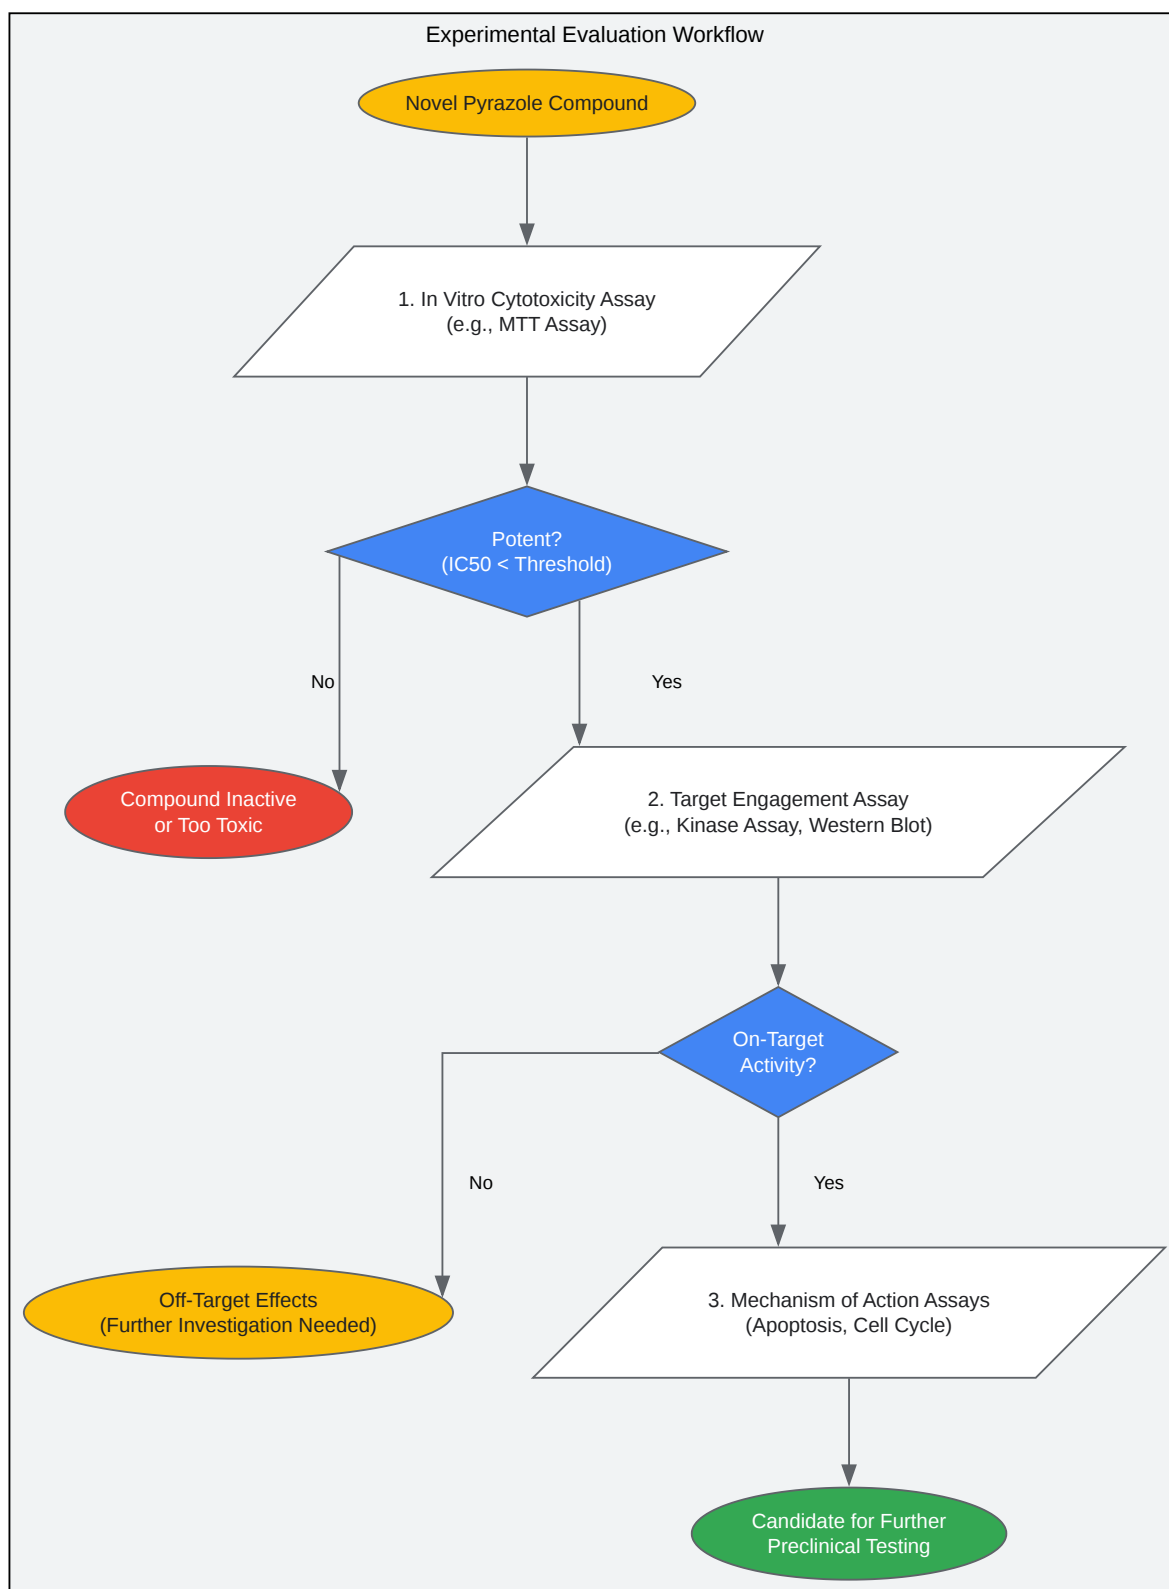 Experimental Evaluation Workflow
Novel Pyrazole Compound
1. In Vitro Cytotoxicity Assay
(e.g., MTT Assay)
Potent?
(IC50 < Threshold)
No
Yes
Compound Inactive
or Too Toxic
2. Target Engagement Assay
(e.g., Kinase Assay, Western Blot)
On-Target
Activity?
No
Yes
Off-Target Effects
(Further Investigation Needed)
3. Mechanism of Action Assays
(Apoptosis, Cell Cycle)
Candidate for Further
Preclinical Testing